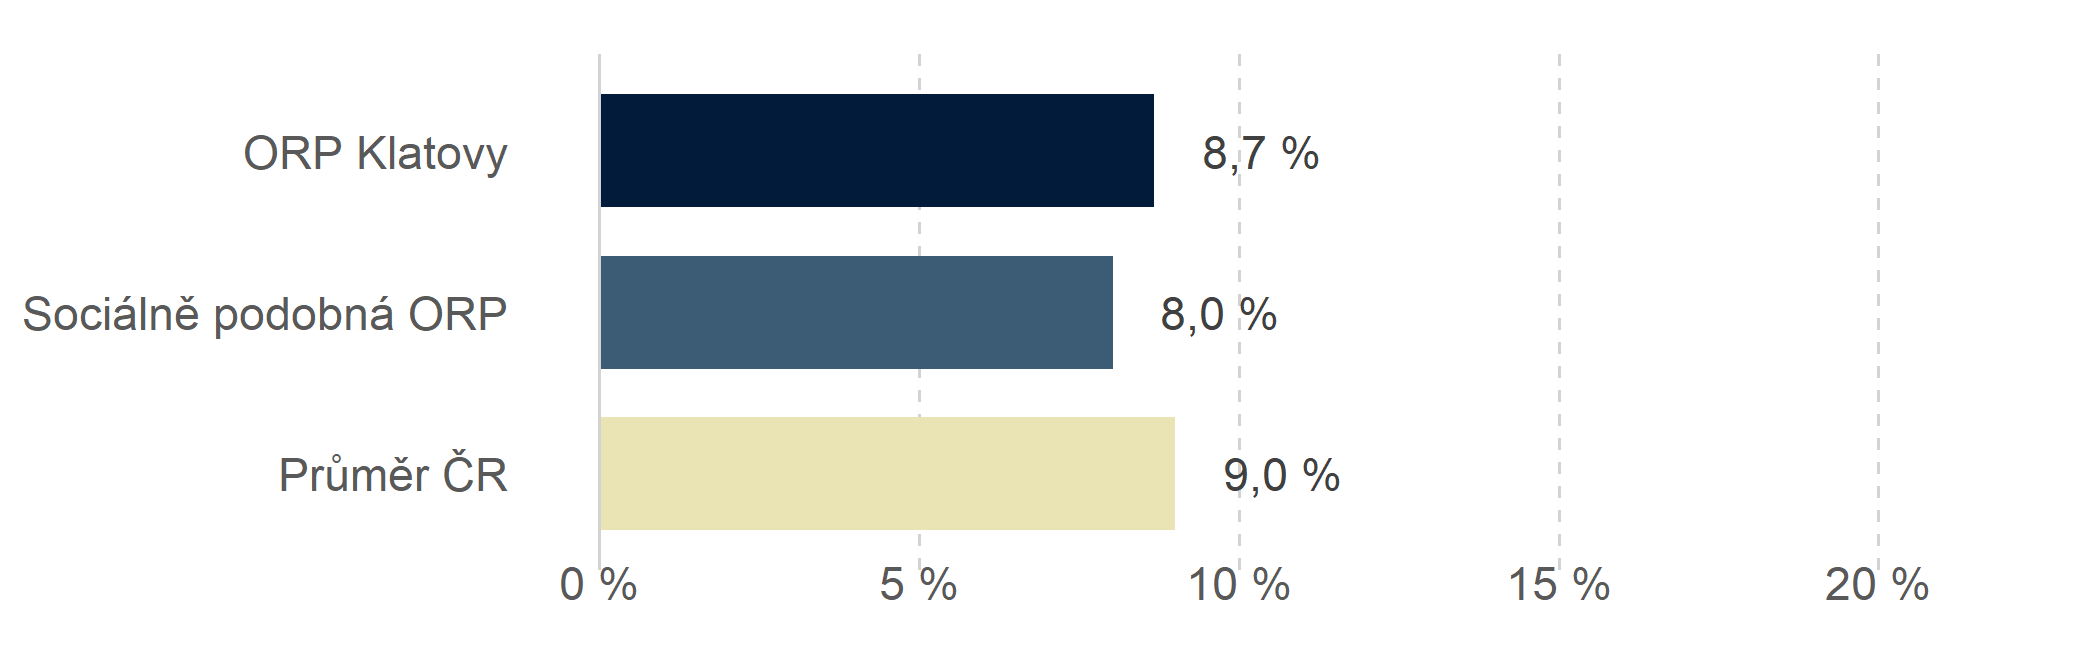 ORP Klatovy 8,7 %
Sociálně podobná ORP 8,0 %
Průměr ČR 9,0 %
0 % 5 % 10 % 15 % 20 %